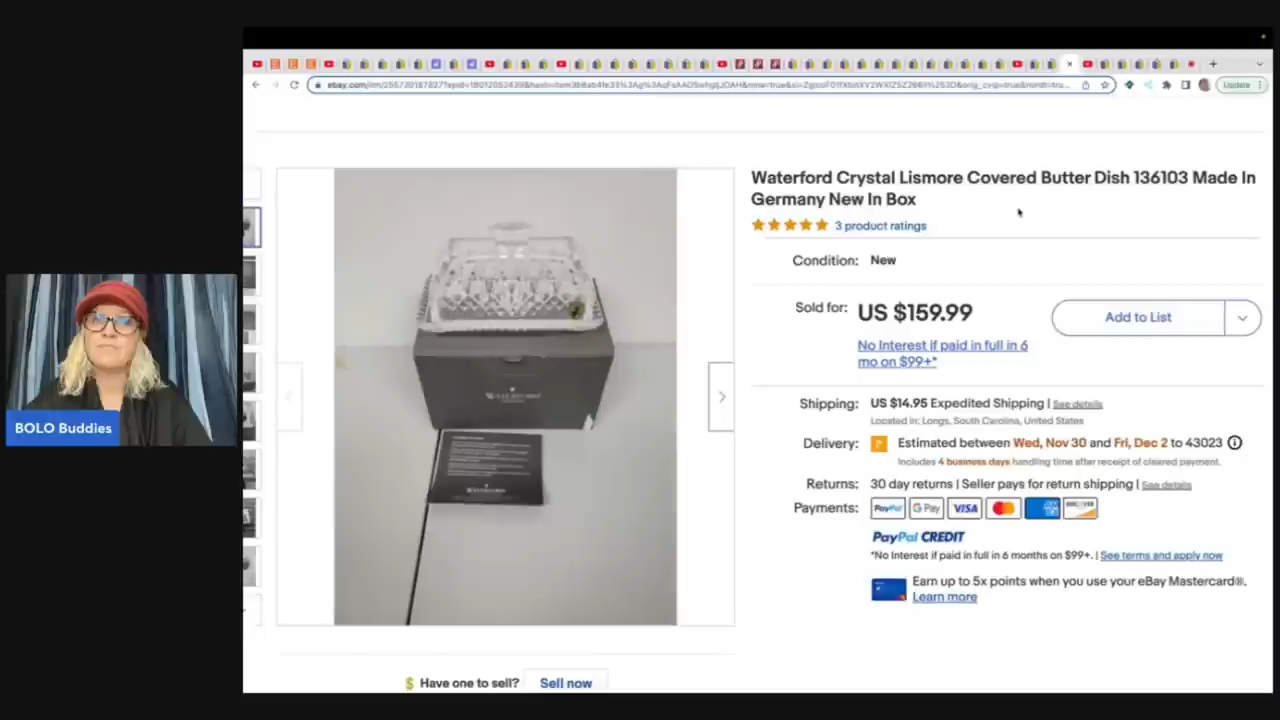 Update
Waterford Crystal Lismore Covered Butter Dish 136103 Made In
Germany New In Box
3 product ratings
Condition: New
Sold for: US $159.99
Add to List
No Interest if paid in full in 6
mo on $99+*
Shipping: US $14.95 Expedited Shipping | See details
Located in: Longs, South Carolina, United States
Delivery: Estimated between Wed, Nov 30 and Fri, Dec 2 to 43023
Includes 4 business days handling time after receipt of cleared payment.
Returns: 30 day returns | Seller pays for return shipping | See details
Payments: PayPal G Pay VISA
PayPal CREDIT
*No Interest if paid in full in 6 months on $99+. | See terms and apply now
Earn up to 5x points when you use your eBay Mastercard®.
Learn more
Have one to sell? Sell now
BOLO Buddies
WATERFORD
WATERFORD